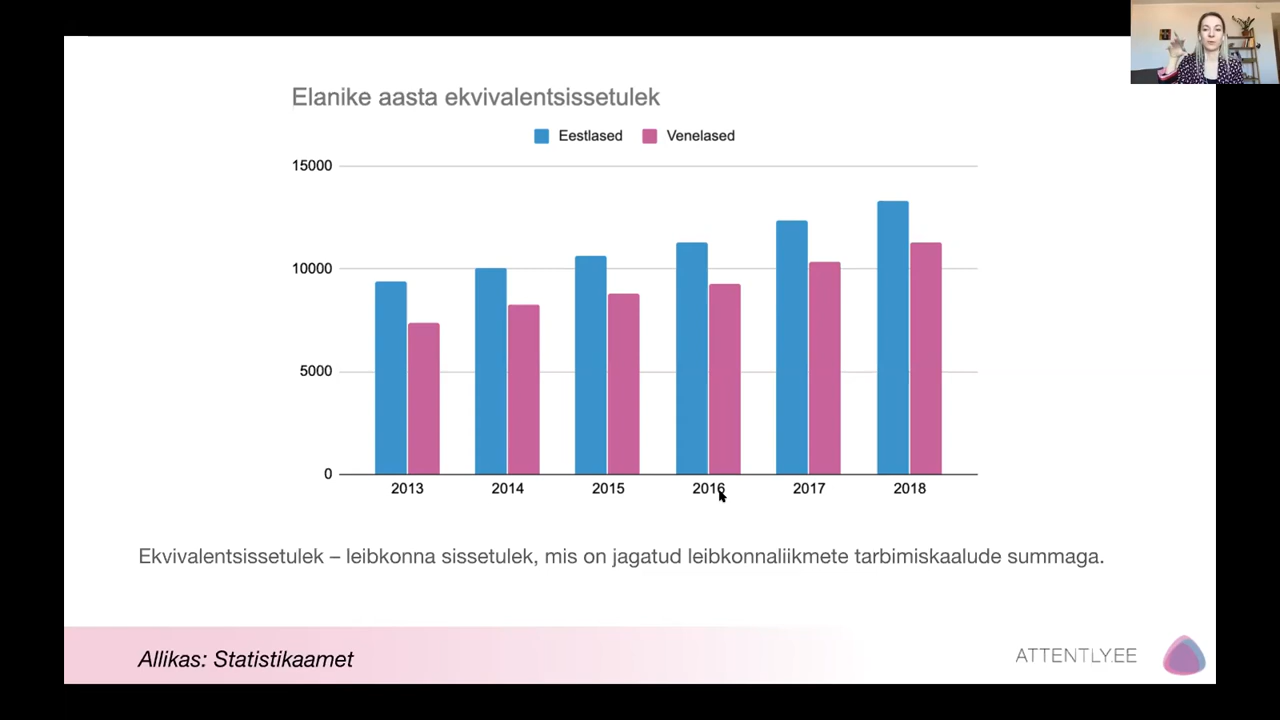 Elanike aasta ekvivalentsissetulek
Eestlased Venelased
15000
10000
5000
0
2013 2014 2015 2016 2017 2018
Ekvivalentsissetulek – leibkonna sissetulek, mis on jagatud leibkonnaliikmete tarbimiskaalude summaga.
Allikas: Statistikaamet
ATTENTLY.EE